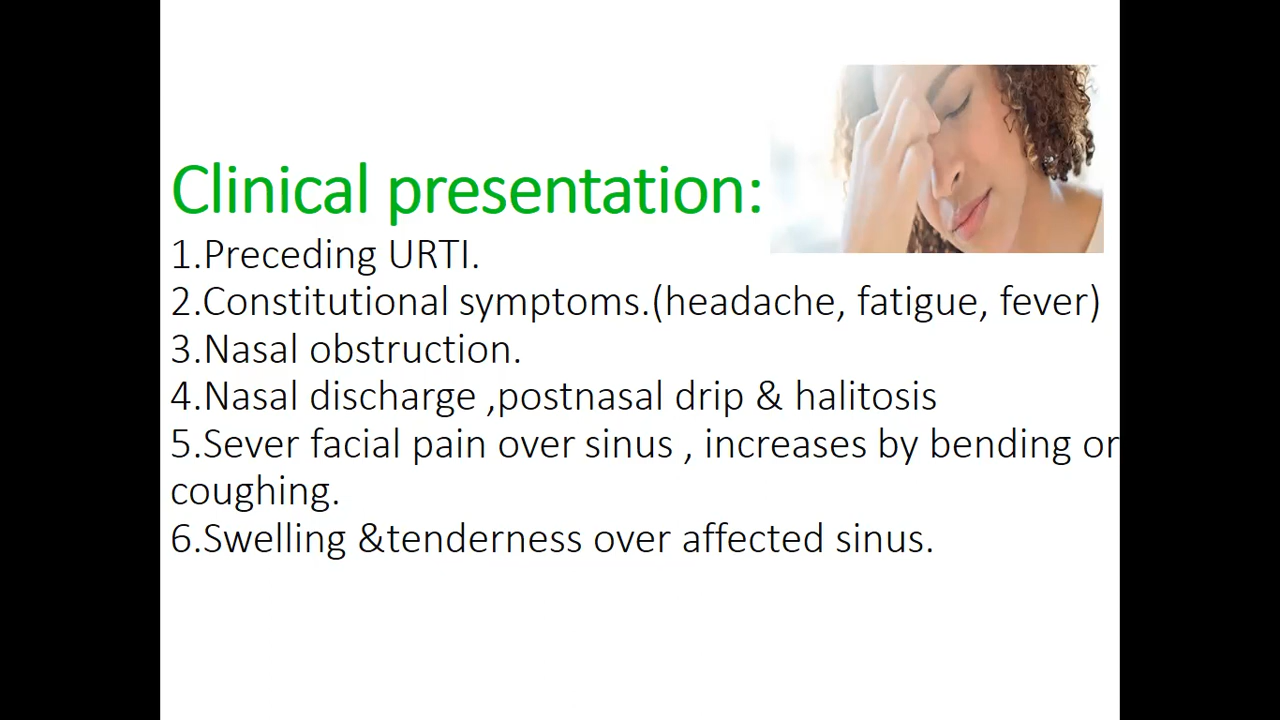 Clinical presentation:
1.Preceding URTI.
2.Constitutional symptoms.(headache, fatigue, fever)
3.Nasal obstruction.
4.Nasal discharge ,postnasal drip & halitosis
5.Sever facial pain over sinus , increases by bending or
coughing.
6.Swelling &tenderness over affected sinus.